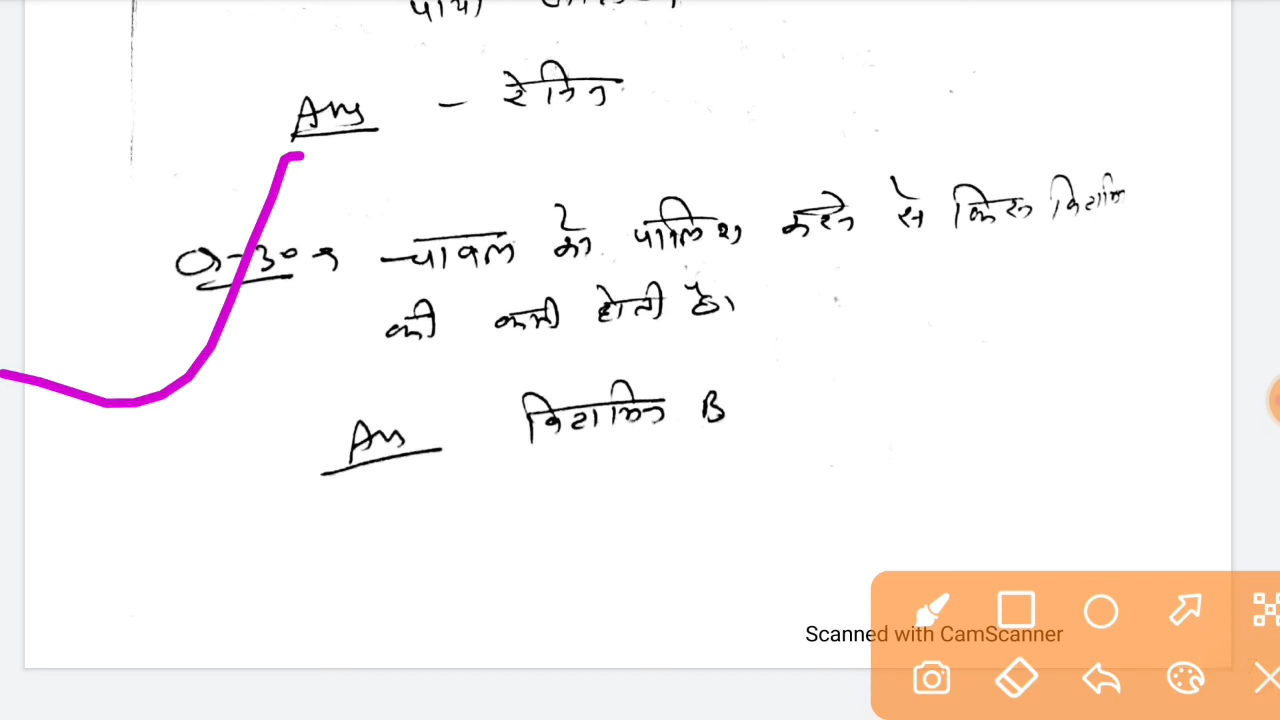 पाया
Ans - रेनिन
Q-30 → चावल को पालिश करने से किस विटामि
की कमी होती है।
Ans विटामिन B
Scanned with CamScanner